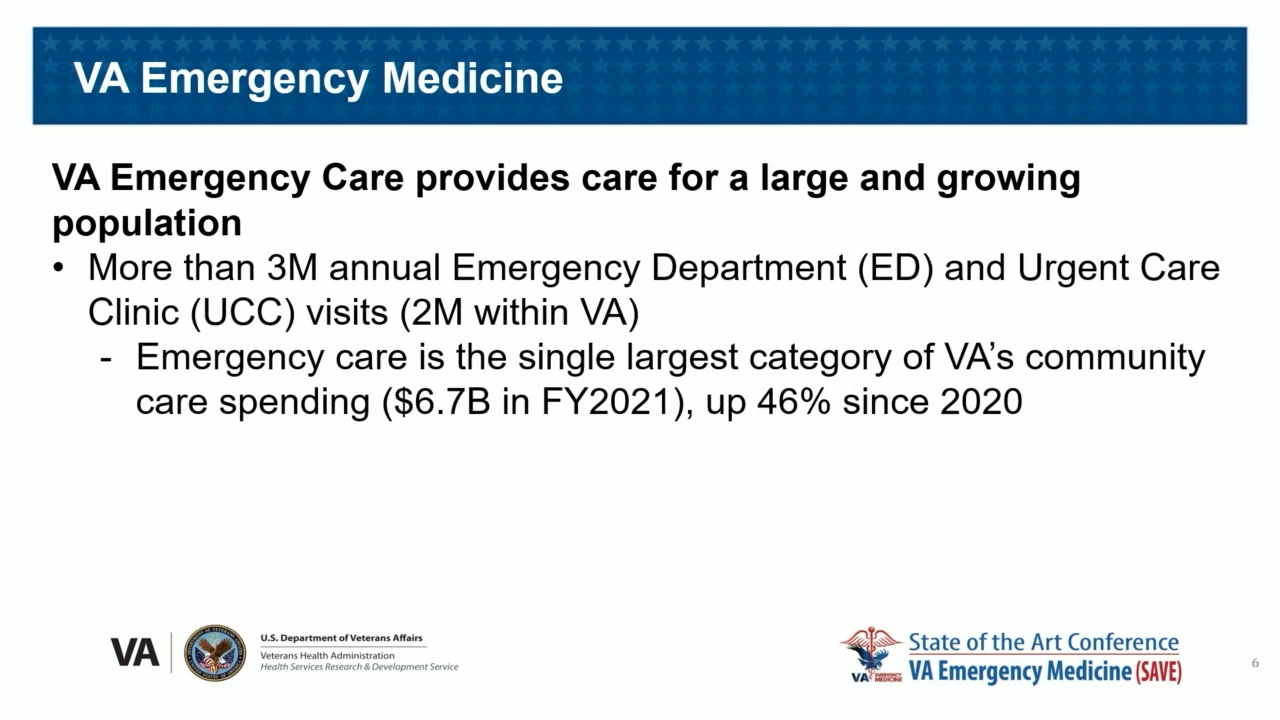 VA Emergency Medicine
VA Emergency Care provides care for a large and growing
population
• More than 3M annual Emergency Department (ED) and Urgent Care
Clinic (UCC) visits (2M within VA)
- Emergency care is the single largest category of VA’s community
care spending ($6.7B in FY2021), up 46% since 2020
VA
U.S. Department of Veterans Affairs
Veterans Health Administration
Health Services Research & Development Service
VA EMERGENCY MEDICINE
State of the Art Conference
VA Emergency Medicine (SAVE)
6